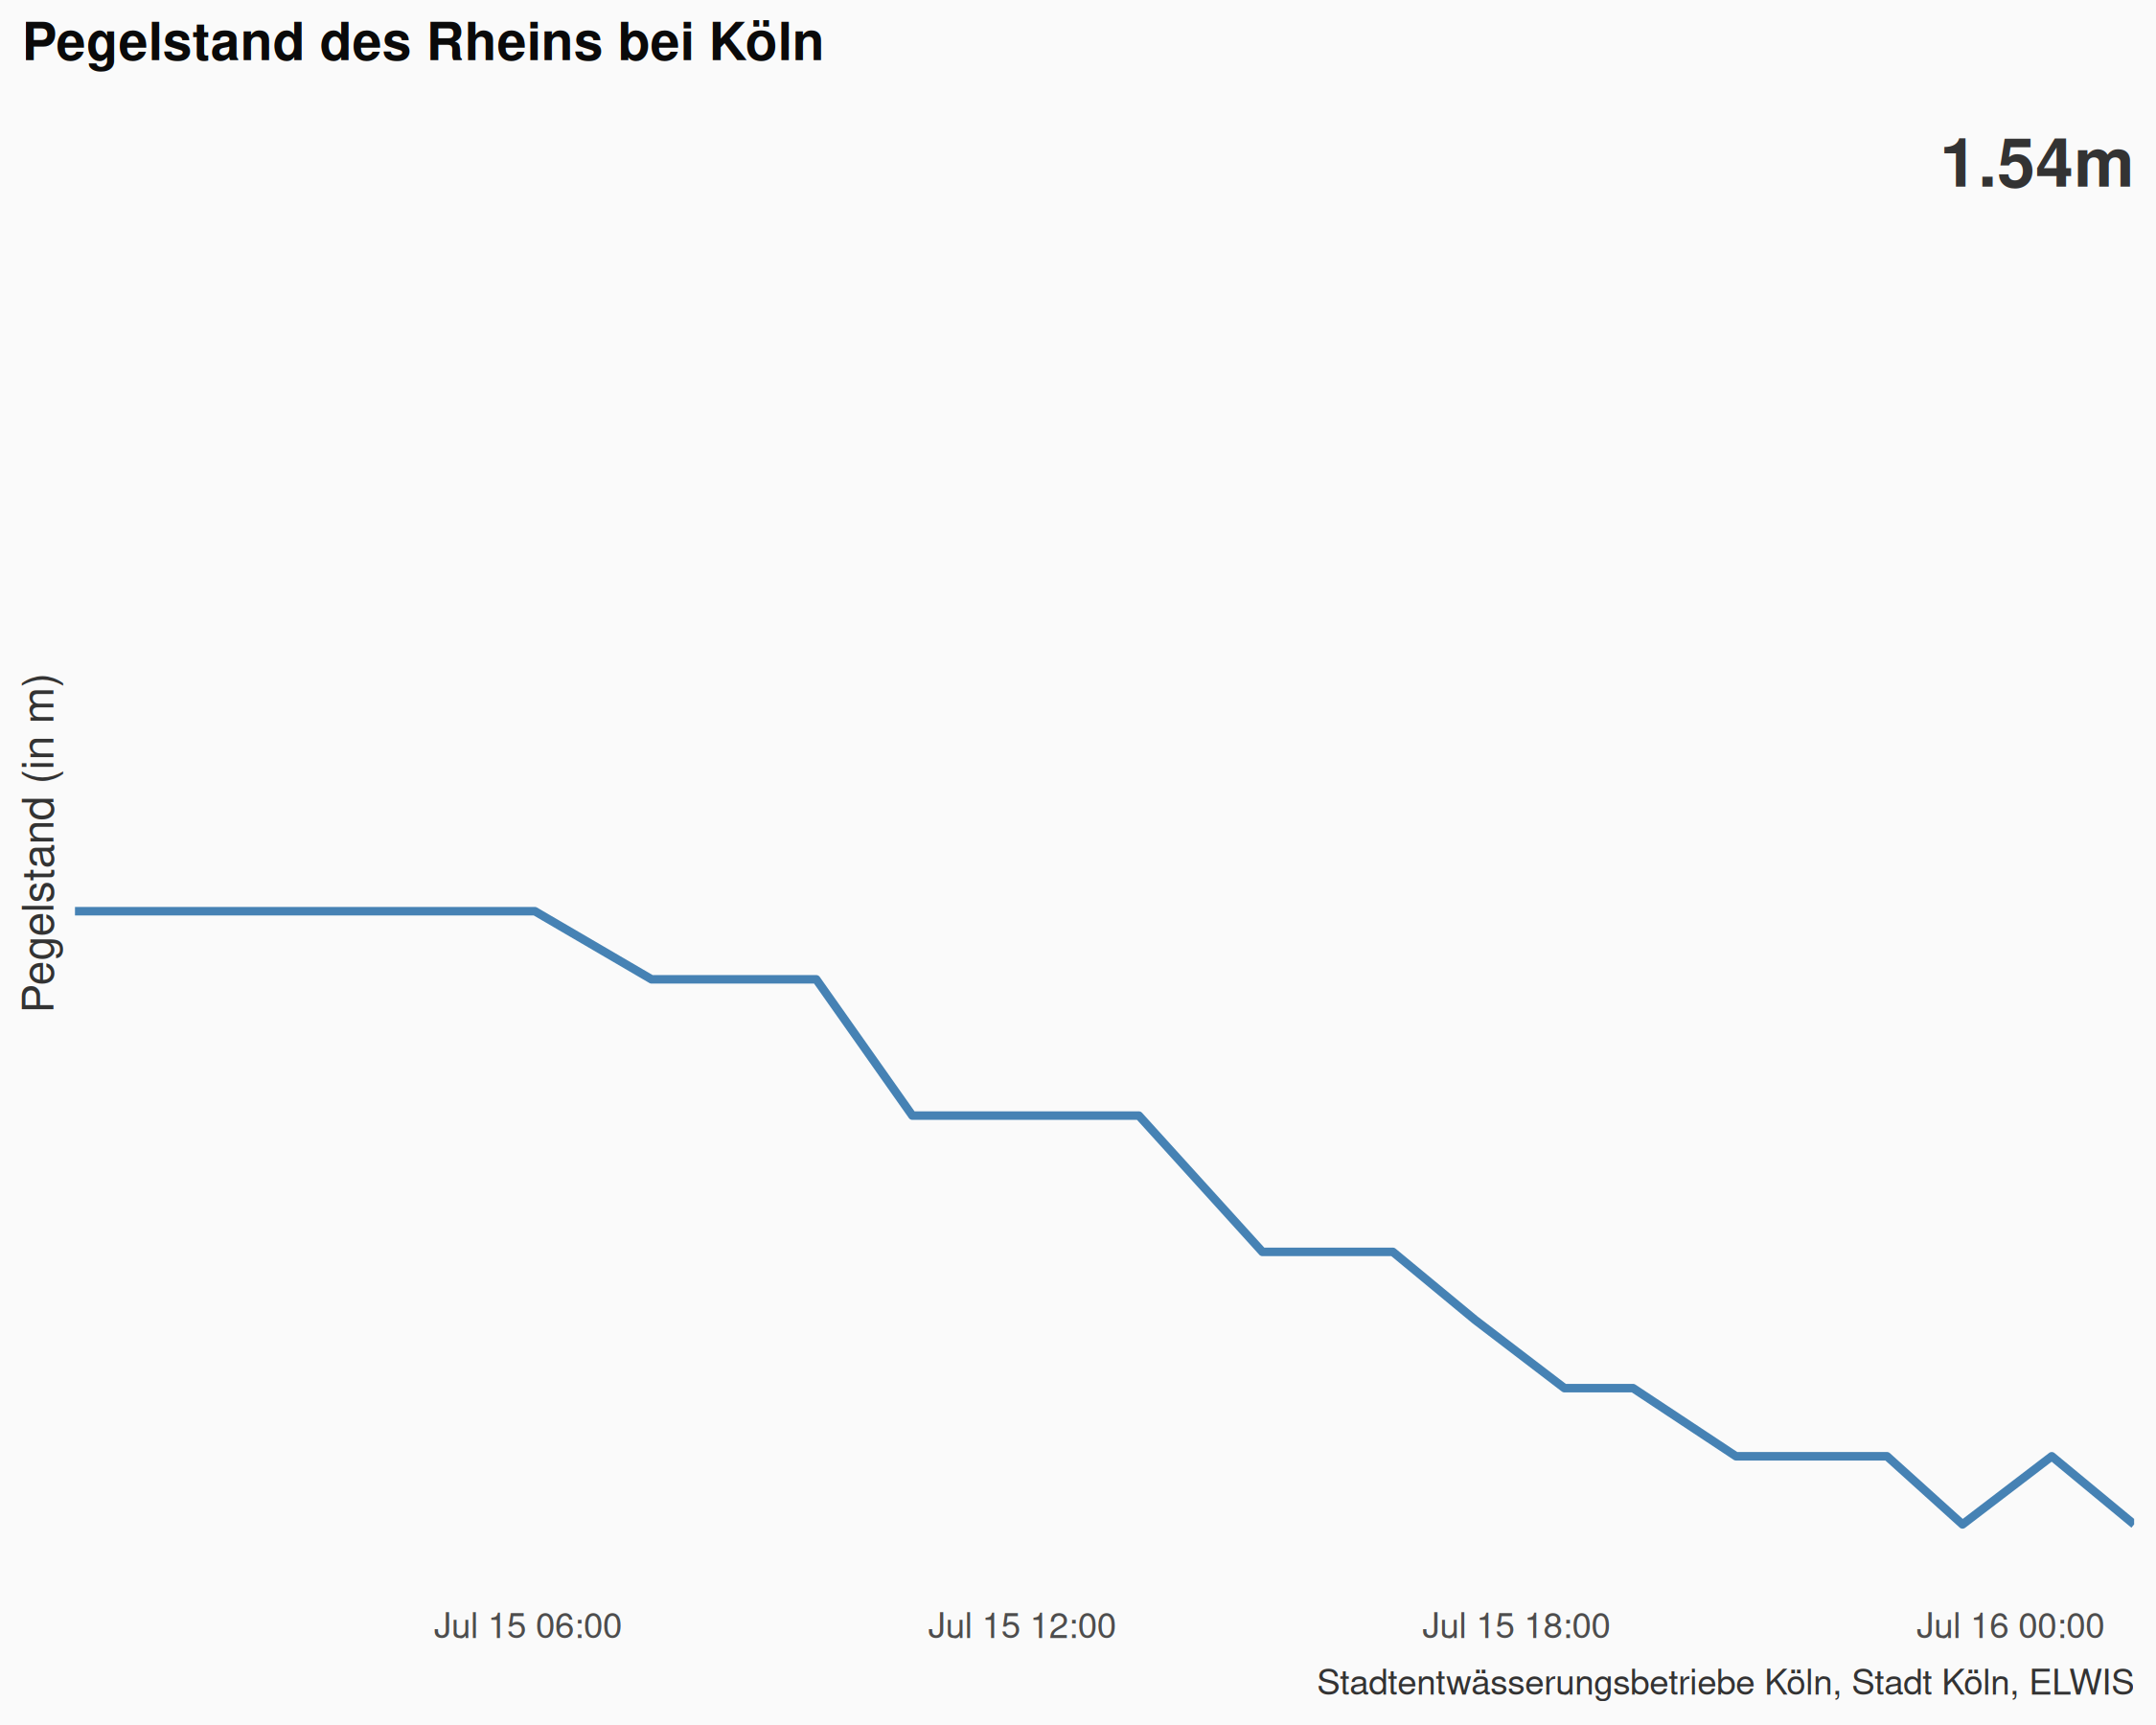 Pegelstand des Rheins bei Köln
1.54m
Pegelstand (in m)
Jul 15 06:00 Jul 15 12:00 Jul 15 18:00 Jul 16 00:00
Stadtentwässerungsbetriebe Köln, Stadt Köln, ELWIS